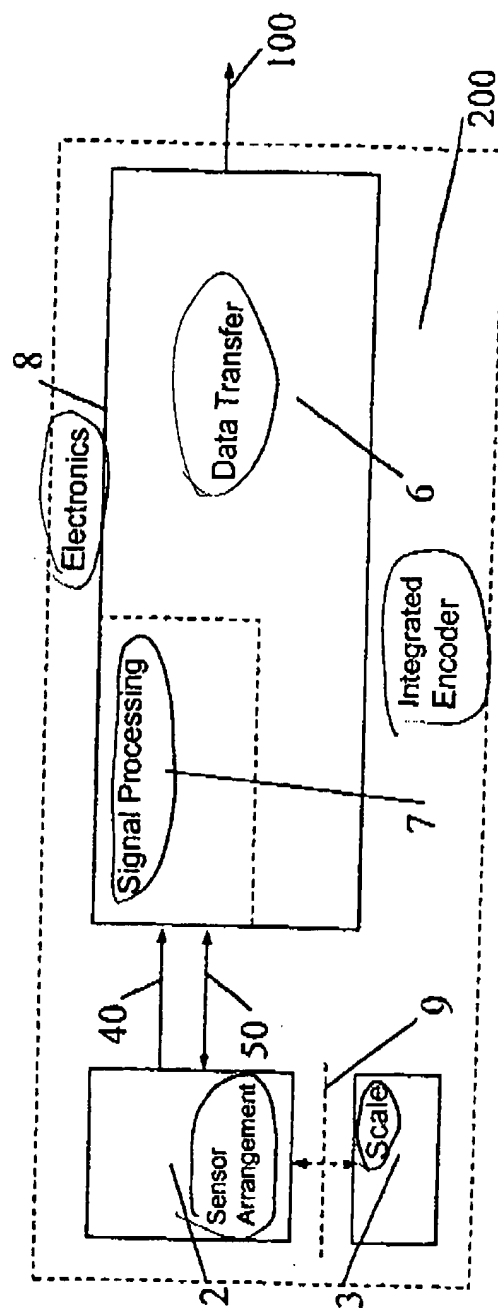 8
Electronics
100
40
Signal Processing
50
Data Transfer
Sensor
Arrangement
9
Scale
2
3
7
Integrated
Encoder
6
200